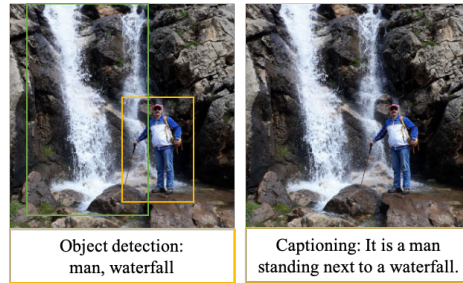 Object detection:
man, waterfall
Captioning: It is a man
standing next to a waterfall.